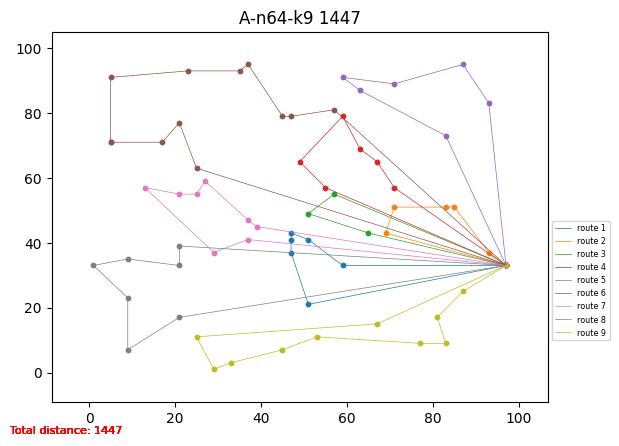 A-n64-k9 1447
100
80
60
40
20
0
0 20 40 60 80 100
route 1
route 2
route 3
route 4
route 5
route 6
route 7
route 8
route 9
Total distance: 1447